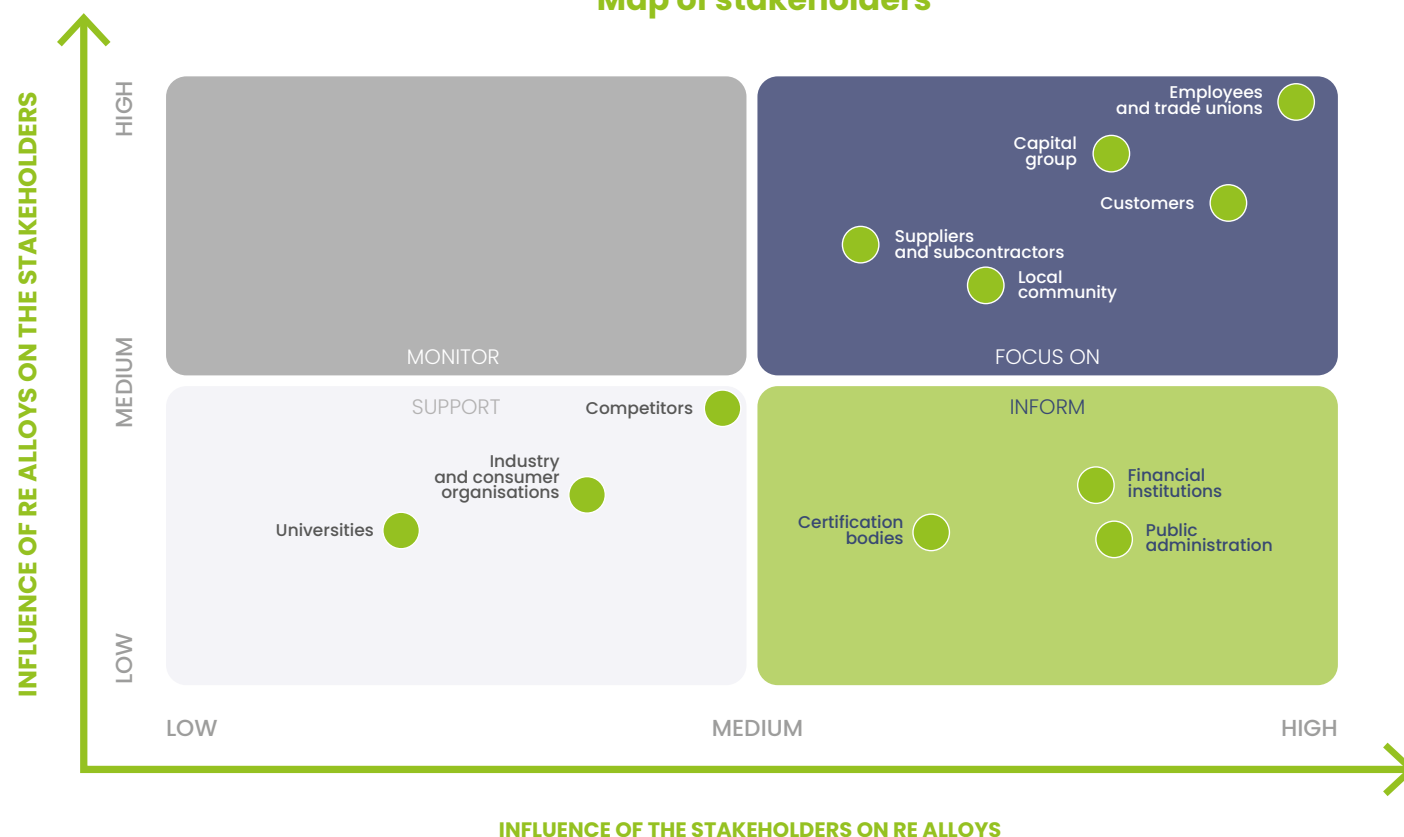 Map of stakeholders
INFLUENCE OF RE ALLOYS ON THE STAKEHOLDERS
HIGH
MEDIUM
LOW
Employees
and trade unions
Capital
group
Customers
Suppliers
and subcontractors
Local
community
MONITOR
FOCUS ON
SUPPORT
Competitors
INFORM
Industry
and consumer
organisations
Universities
Financial
institutions
Certification
bodies
Public
administration
LOW
MEDIUM
HIGH
INFLUENCE OF THE STAKEHOLDERS ON RE ALLOYS